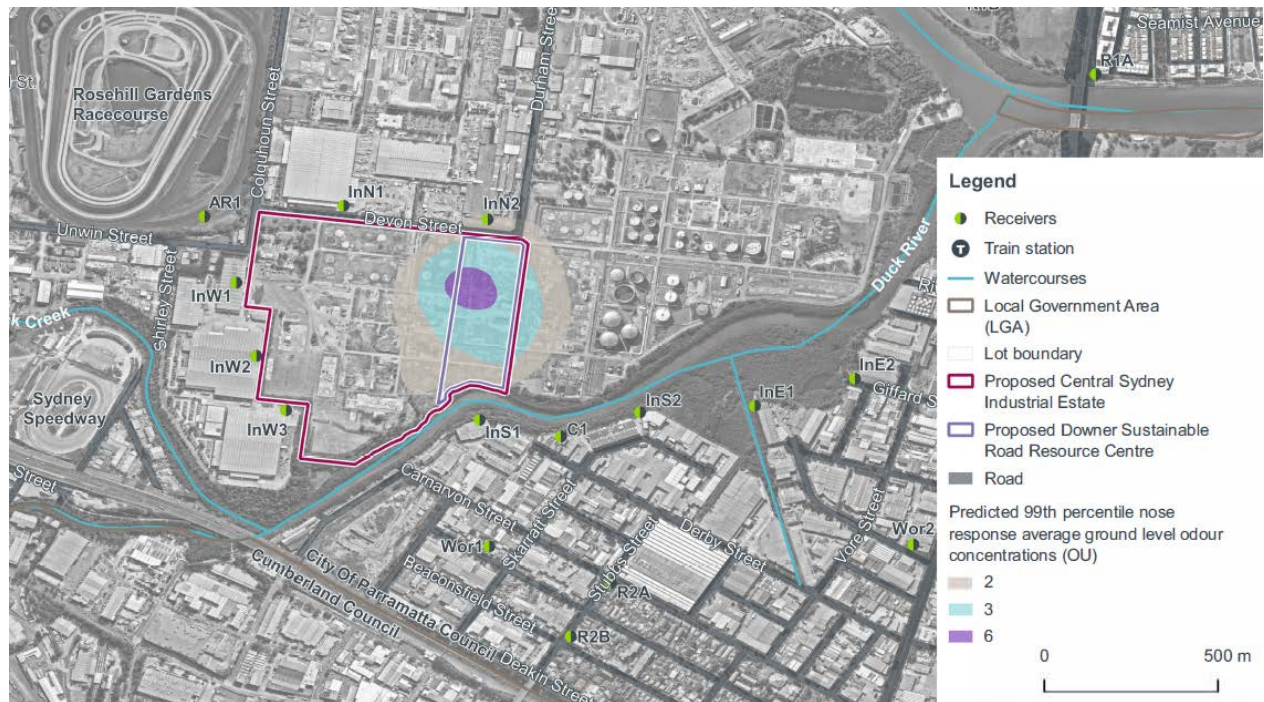 Seamist Avenue
R1A
Durham Street
Rosehill Gardens
Racecourse
Colquhoun Street
AR1
InN1
InN2
Devon Street
Unwin Street
Shirley Street
InW1
InW2
InW3
Sydney
Speedway
Duck River
InE2
InE1
InS2
InS1
C1
Carnarvon Street
Skarratt Street
Stubbs Street
Derby Street
Vore Street
Wor1
Wor2
Beaconsfield Street
R2A
R2B
City Of Parramatta Council
Cumberland Council
Deakin Street
Street
Legend
Receivers
T
Train station
Watercourses
Local Government Area
(LGA)
Lot boundary
Proposed Central Sydney
Industrial Estate
Proposed Downer Sustainable
Road Resource Centre
Road
Predicted 99th percentile nose
response average ground level odour
concentrations (OU)
2
3
6
0
500 m